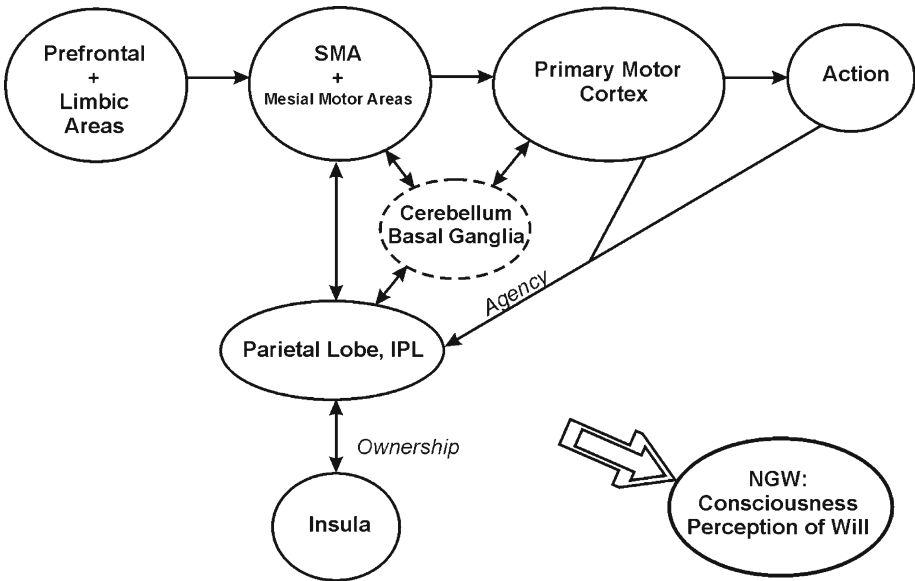 Prefrontal
+
Limbic
Areas
SMA
+
Mesial Motor Areas
Primary Motor
Cortex
Action
Cerebellum
Basal Ganglia
Agency
Parietal Lobe, IPL
Ownership
Insula
NGW:
Consciousness
Perception of Will